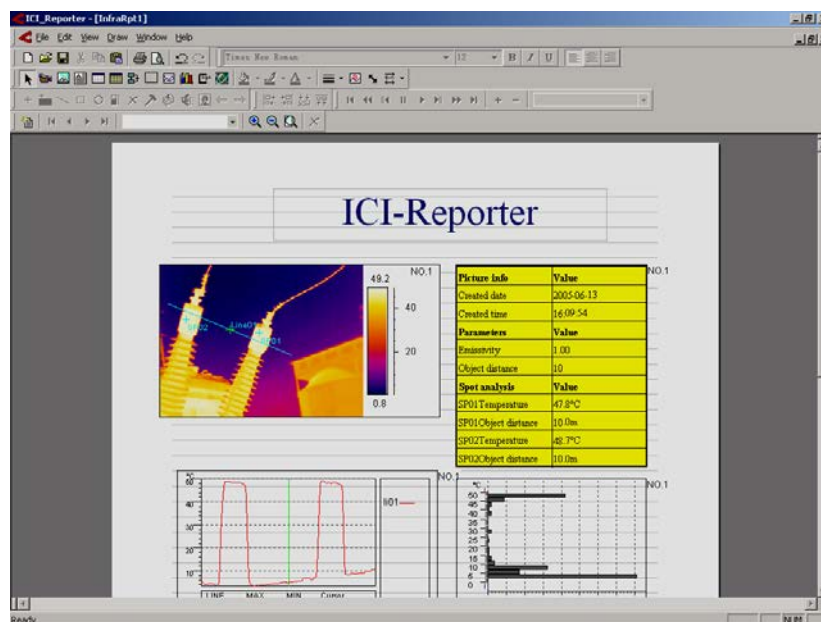 ICI_Reporter - [InfraRpt1]
File Edit View Draw Window Help
Times New Roman 12 B I U
ICI-Reporter
NO.1
49.2
40
20
0.8
Line01
SP02
SP01
NO.1
Picture info Value
Created date 2005-06-13
Created time 16:09:54
Parameters Value
Emissivity 1.00
Object distance 10
Spot analysis Value
SP01Temperature 47.8°C
SP01Object distance 10.0m
SP02Temperature 48.7°C
SP02Object distance 10.0m
NO.1
°C
60
40
30
20
10
li01
LINE MAX MIN Cursor
NO.1
°C
50
45
40
35
30
25
20
15
10
5
0
Ready
NUM